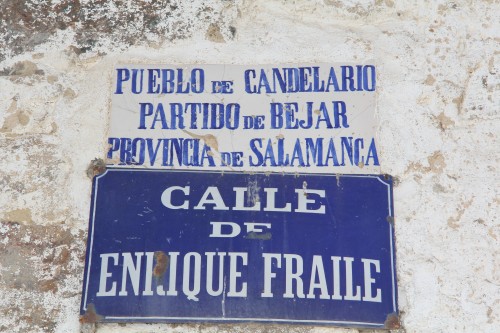 PUEBLO DE CANDELARIO
PARTIDO DE BEJAR
PROVINCIA DE SALAMANCA
CALLE
DE
ENRIQUE FRAILE